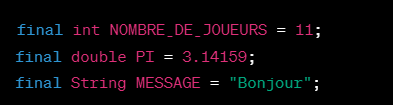 final int NOMBRE_DE_JOUEURS = 11;
final double PI = 3.14159;
final String MESSAGE = "Bonjour";